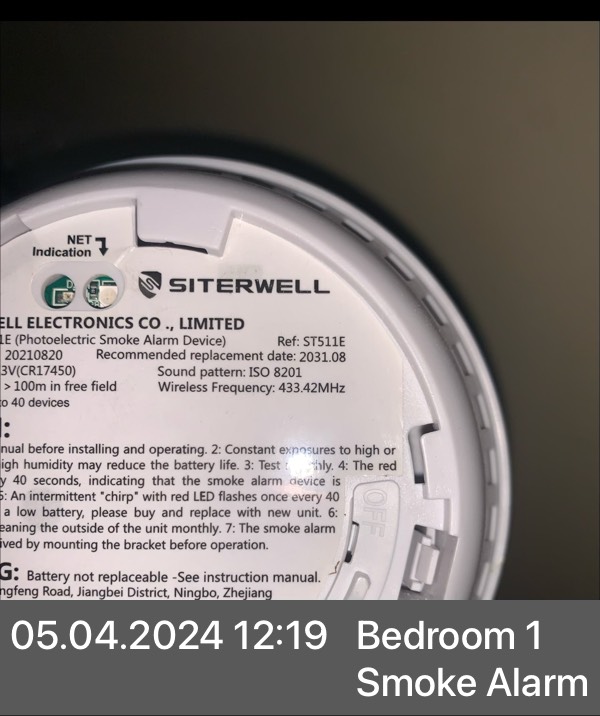 NET
Indication
SITERWELL
ELL ELECTRONICS CO ., LIMITED
1E (Photoelectric Smoke Alarm Device) Ref: ST511E
20210820 Recommended replacement date: 2031.08
3V(CR17450) Sound pattern: ISO 8201
> 100m in free field Wireless Frequency: 433.42MHz
to 40 devices
:
nual before installing and operating. 2: Constant exposures to high or
igh humidity may reduce the battery life. 3: Test monthly. 4: The red
y 40 seconds, indicating that the smoke alarm device is
5: An intermittent "chirp" with red LED flashes once every 40
a low battery, please buy and replace with new unit. 6:
eaning the outside of the unit monthly. 7: The smoke alarm
ived by mounting the bracket before operation.
OFF
G: Battery not replaceable -See instruction manual.
ngfeng Road, Jiangbei District, Ningbo, Zhejiang
05.04.2024 12:19 Bedroom 1
Smoke Alarm